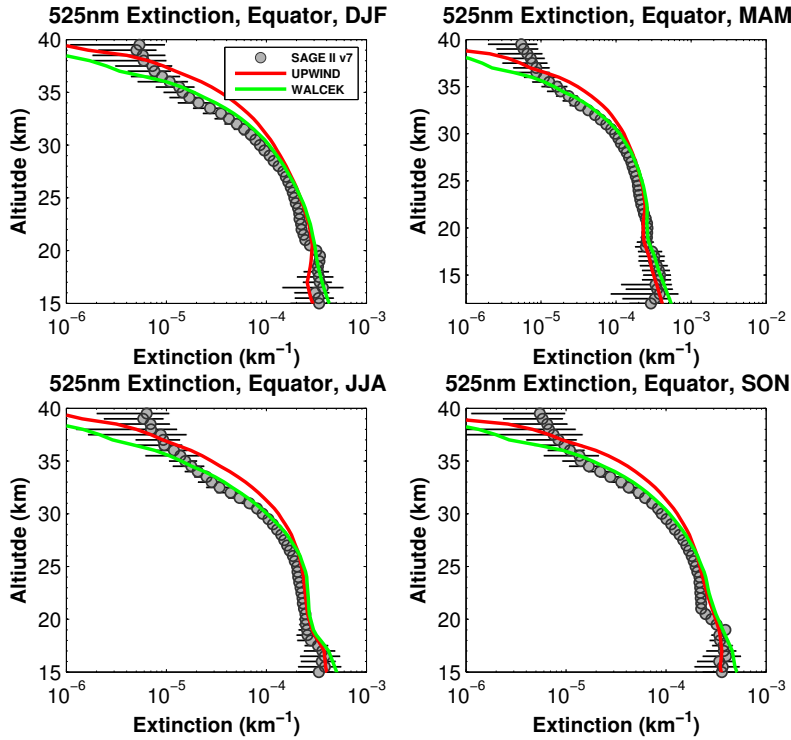 525nm Extinction, Equator, DJF
40
35
30
25
20
15
Altiutde (km)
SAGE II v7
UPWIND
WALCEK
10⁻⁶ 10⁻⁵ 10⁻⁴ 10⁻³
Extinction (km⁻¹)
525nm Extinction, Equator, MAM
40
35
30
25
20
15
Altiutde (km)
10⁻⁶ 10⁻⁵ 10⁻⁴ 10⁻³ 10⁻²
Extinction (km⁻¹)
525nm Extinction, Equator, JJA
40
35
30
25
20
15
Altiutde (km)
10⁻⁶ 10⁻⁵ 10⁻⁴ 10⁻³
Extinction (km⁻¹)
525nm Extinction, Equator, SON
40
35
30
25
20
15
Altiutde (km)
10⁻⁶ 10⁻⁵ 10⁻⁴ 10⁻³
Extinction (km⁻¹)